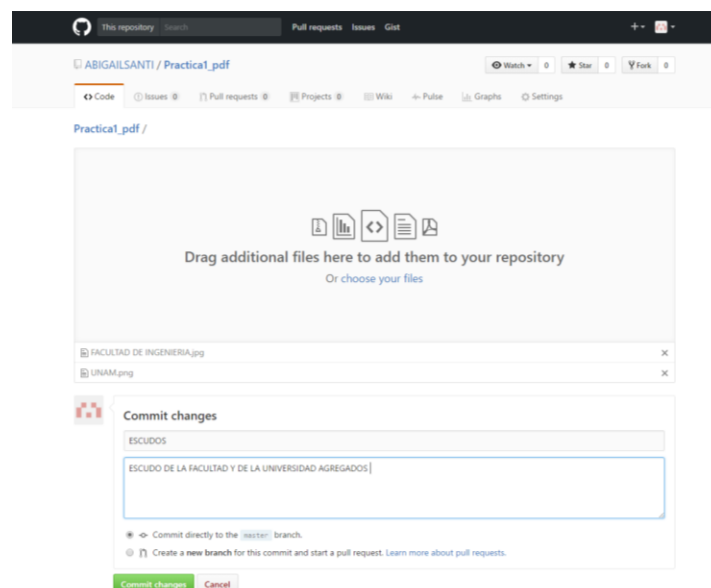 This repository Search Pull requests Issues Gist
ABIGAILSANTI / Practica1_pdf Watch 0 Star 0 Fork 0
Code Issues 0 Pull requests 0 Projects 0 Wiki Pulse Graphs Settings
Practica1_pdf /
Drag additional files here to add them to your repository
Or choose your files
FACULTAD DE INGENIERIA.jpg
UNAM.png
Commit changes
ESCUDOS
ESCUDO DE LA FACULTAD Y DE LA UNIVERSIDAD AGREGADOS
Commit directly to the master branch.
Create a new branch for this commit and start a pull request. Learn more about pull requests.
Commit changes Cancel